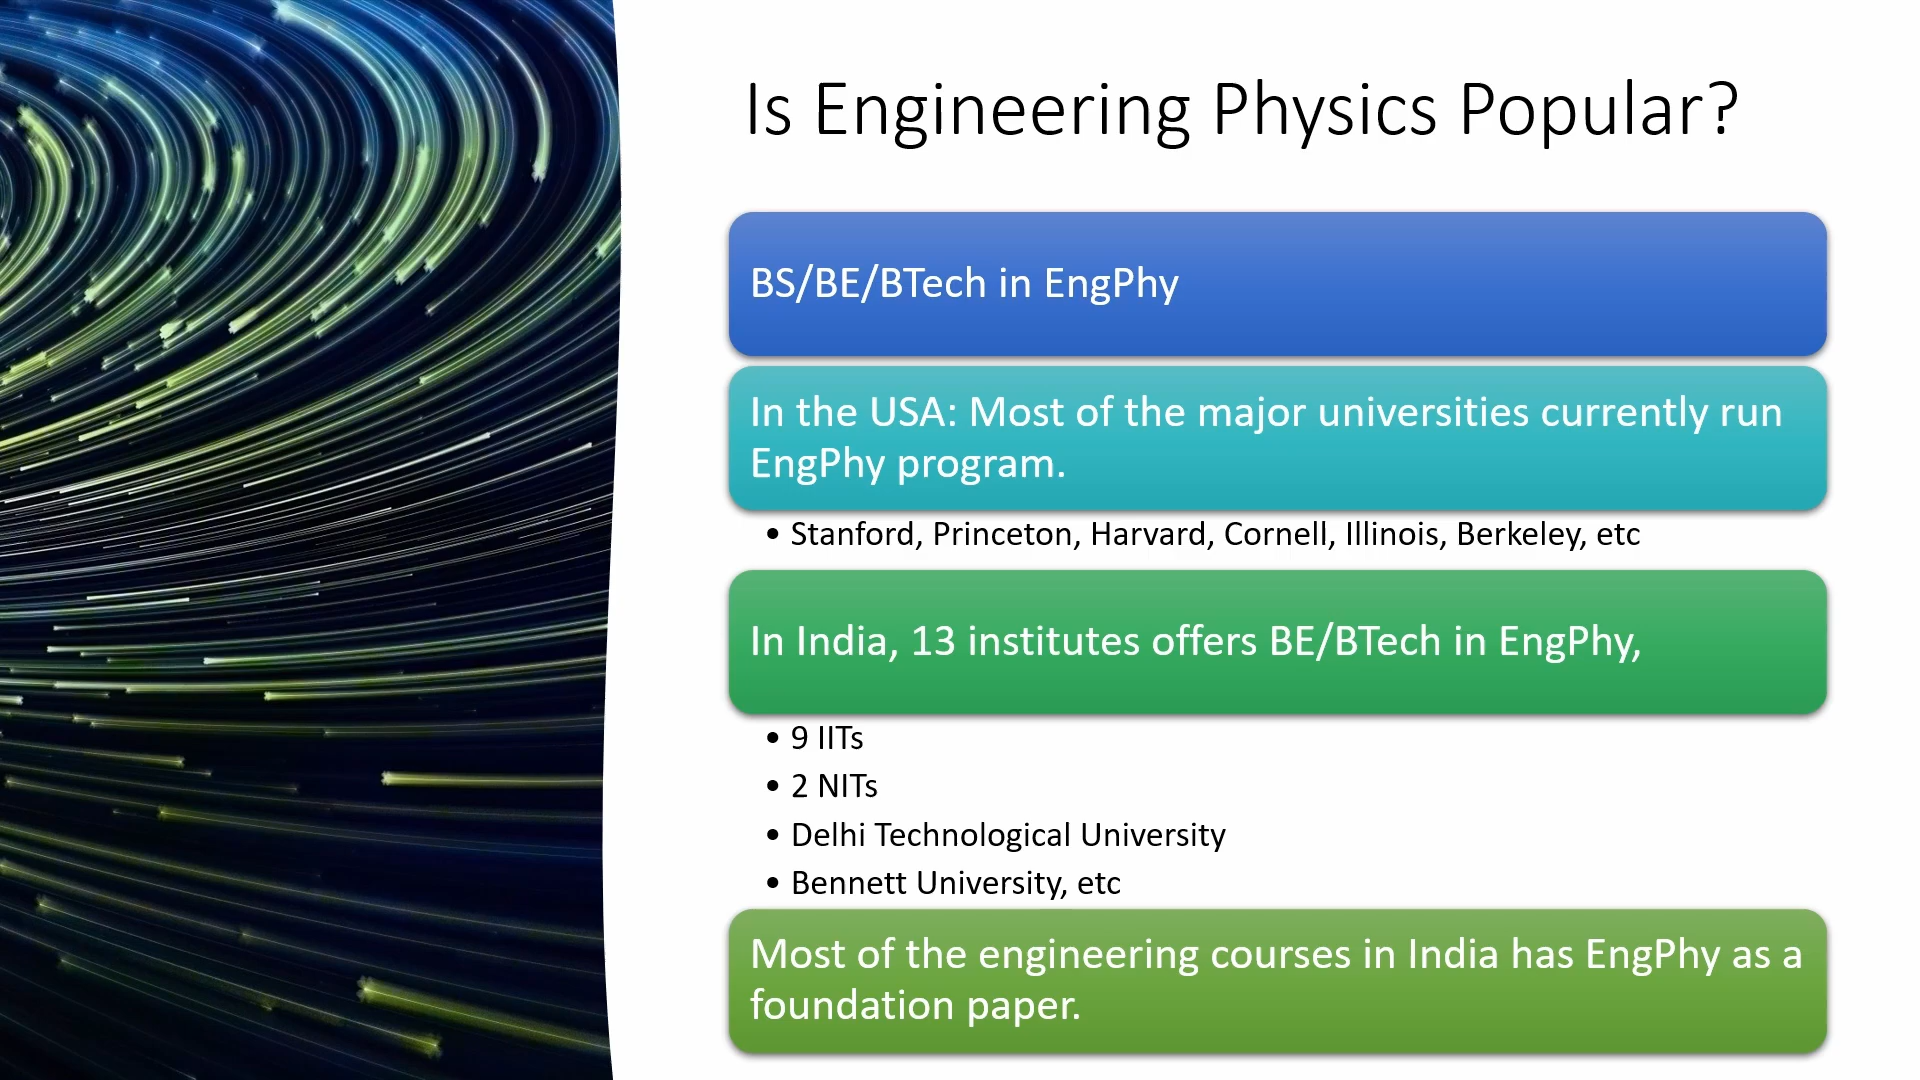 Is Engineering Physics Popular?
BS/BE/BTech in EngPhy
In the USA: Most of the major universities currently run
EngPhy program.
• Stanford, Princeton, Harvard, Cornell, Illinois, Berkeley, etc
In India, 13 institutes offers BE/BTech in EngPhy,
• 9 IITs
• 2 NITs
• Delhi Technological University
• Bennett University, etc
Most of the engineering courses in India has EngPhy as a
foundation paper.